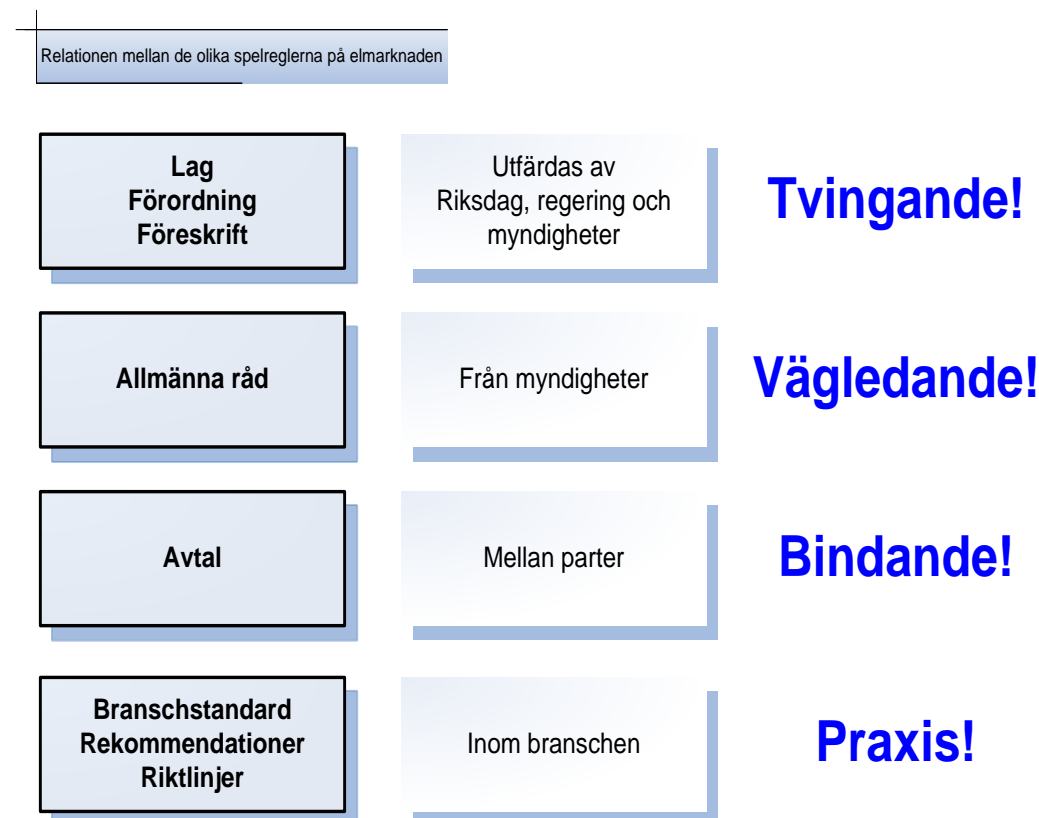 Relationen mellan de olika spelreglerna på elmarknaden
Lag
Förordning
Föreskrift
Utfärdas av
Riksdag, regering och
myndigheter
Tvingande!
Allmänna råd
Från myndigheter
Vägledande!
Avtal
Mellan parter
Bindande!
Branschstandard
Rekommendationer
Riktlinjer
Inom branschen
Praxis!